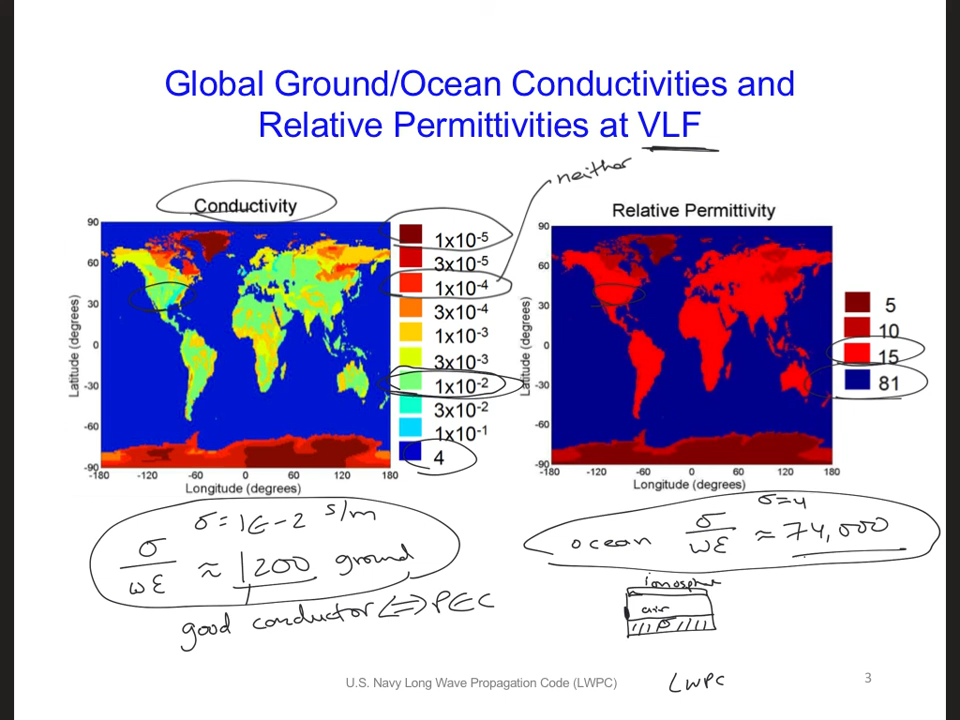 Global Ground/Ocean Conductivities and
Relative Permittivities at VLF
neither
Conductivity
90
60
30
0
-30
-60
-90
-180 -120 -60 0 60 120 180
Latitude (degrees)
Longitude (degrees)
1x10-5
3x10-5
1x10-4
3x10-4
1x10-3
3x10-3
1x10-2
3x10-2
1x10-1
4
Relative Permittivity
90
60
30
0
-30
-60
-90
-180 -120 -60 0 60 120 180
Latitude (degrees)
Longitude (degrees)
5
10
15
81
σ=1E-2 S/m
σ/ωε ≈ 1200 ground
good conductor <=> PEC
σ=4
ocean σ/ωε ≈ 74,000
ionosphere
air
U.S. Navy Long Wave Propagation Code (LWPC)
LWPC
3